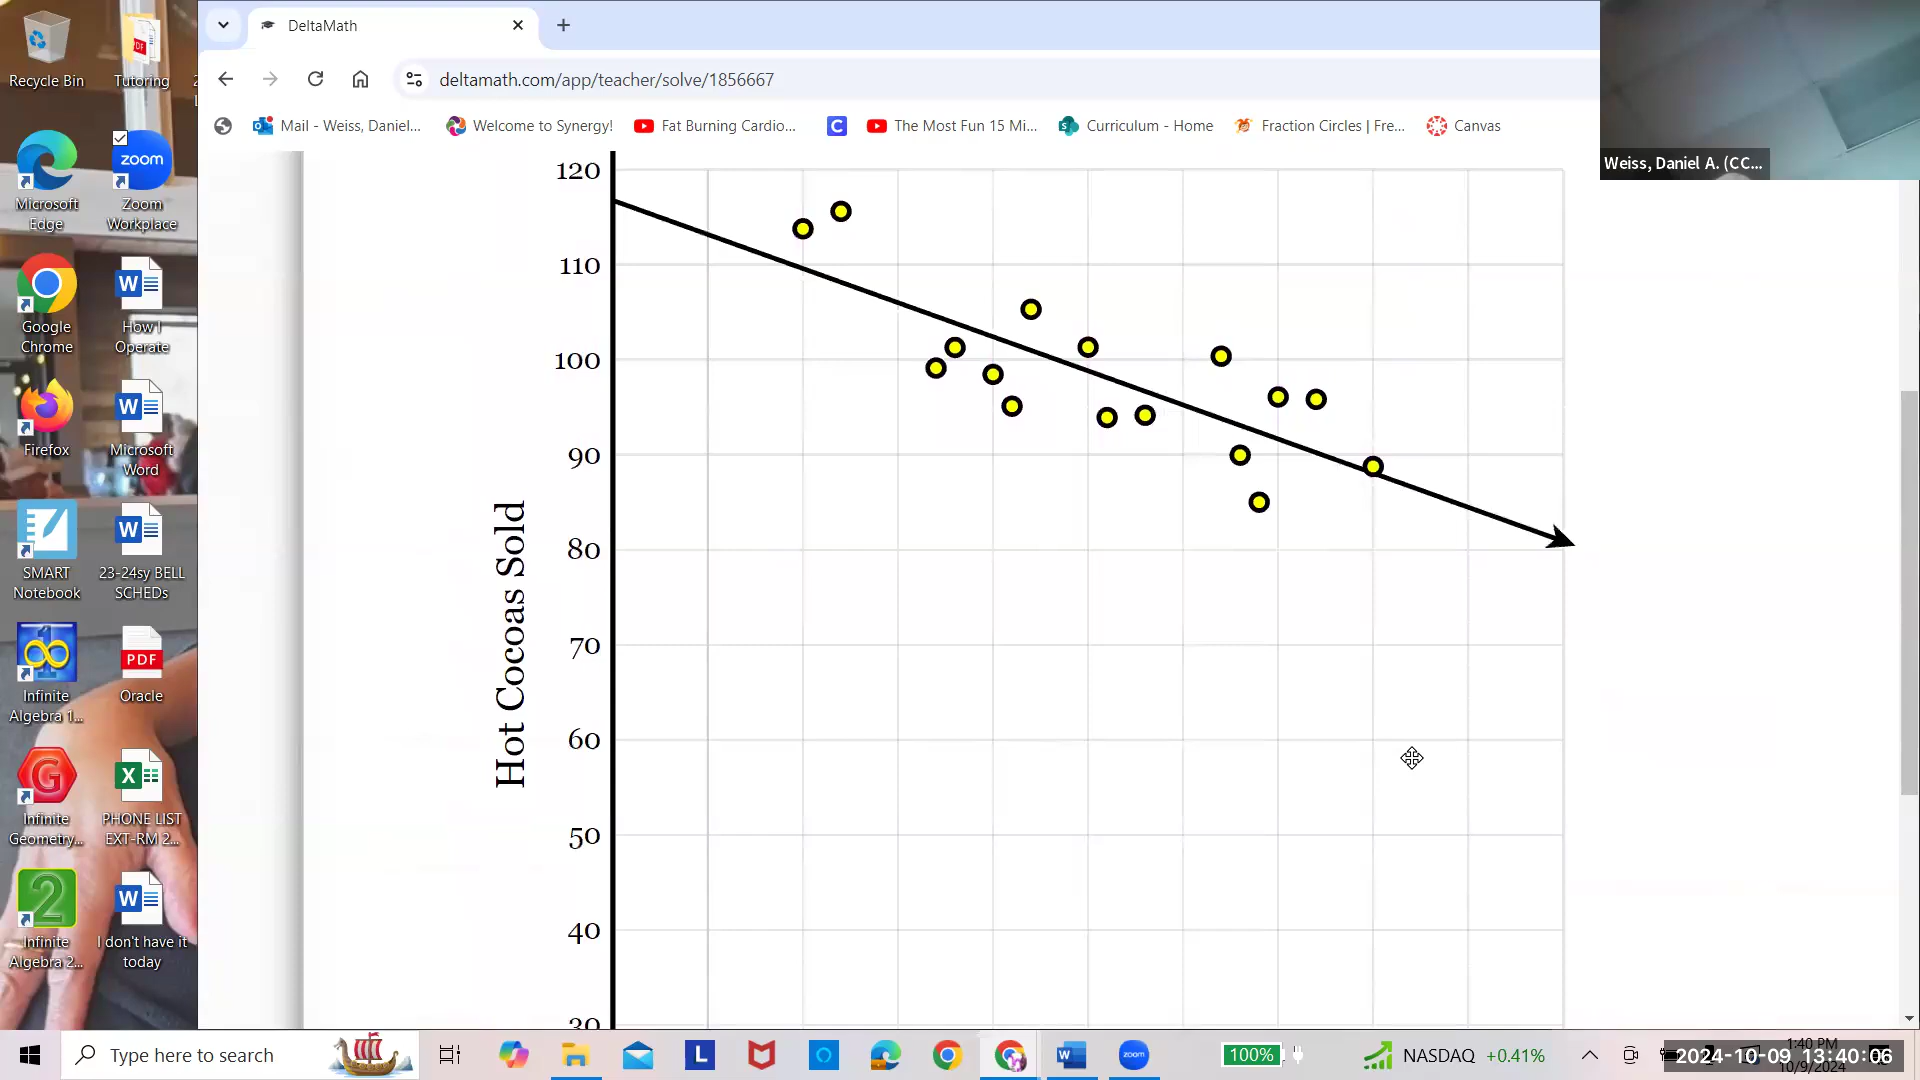 DeltaMath
deltamath.com/app/teacher/solve/1856667
Mail - Weiss, Daniel...
Welcome to Synergy!
Fat Burning Cardio...
The Most Fun 15 Mi...
Curriculum - Home
Fraction Circles | Fre...
Canvas
Weiss, Daniel A. (CC...
Recycle Bin
Tutoring
Microsoft Edge
zoom
Zoom Workplace
Google Chrome
How I Operate
Firefox
Microsoft Word
SMART Notebook
23-24sy BELL SCHEDs
Infinite Algebra 1...
PDF
Oracle
Infinite Geometry...
PHONE LIST EXT-RM 2...
Infinite Algebra 2...
I don't have it today
120
110
100
90
80
70
60
50
40
30
Hot Cocoas Sold
Type here to search
zoom
100%
NASDAQ +0.41%
1:40 PM
10/9/2024
2024-10-09 13:40:06